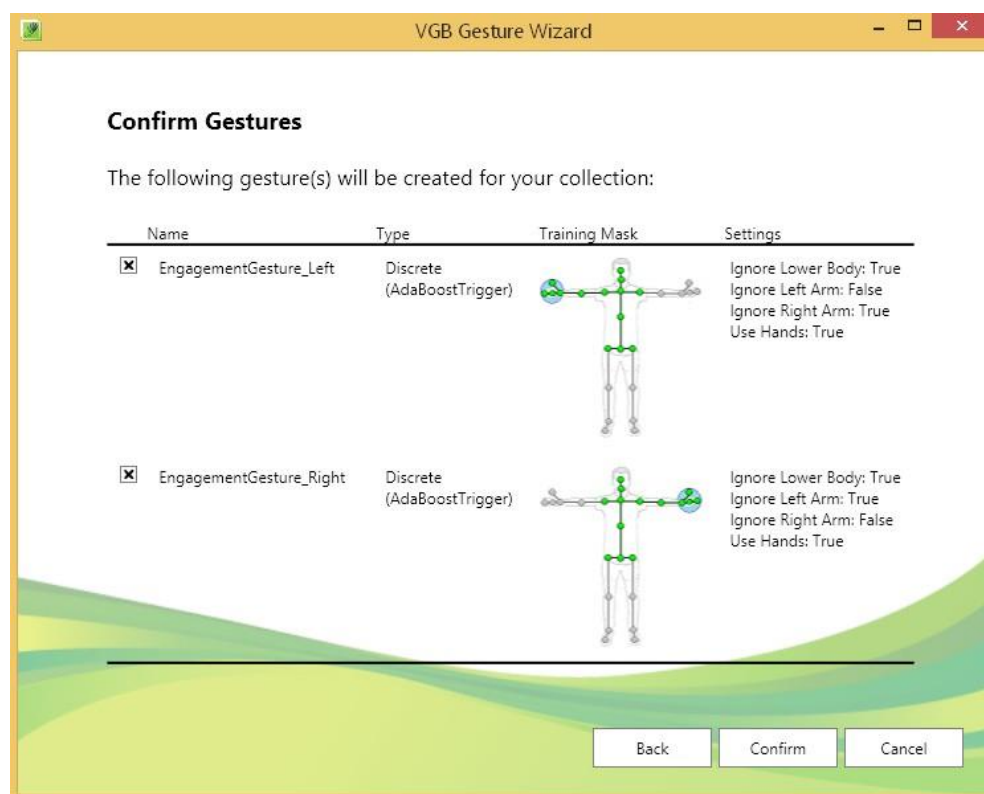 VGB Gesture Wizard
Confirm Gestures
The following gesture(s) will be created for your collection:
Name Type Training Mask Settings
EngagementGesture_Left Discrete Ignore Lower Body: True
(AdaBoostTrigger) Ignore Left Arm: False
Ignore Right Arm: True
Use Hands: True
EngagementGesture_Right Discrete Ignore Lower Body: True
(AdaBoostTrigger) Ignore Left Arm: True
Ignore Right Arm: False
Use Hands: True
Back Confirm Cancel